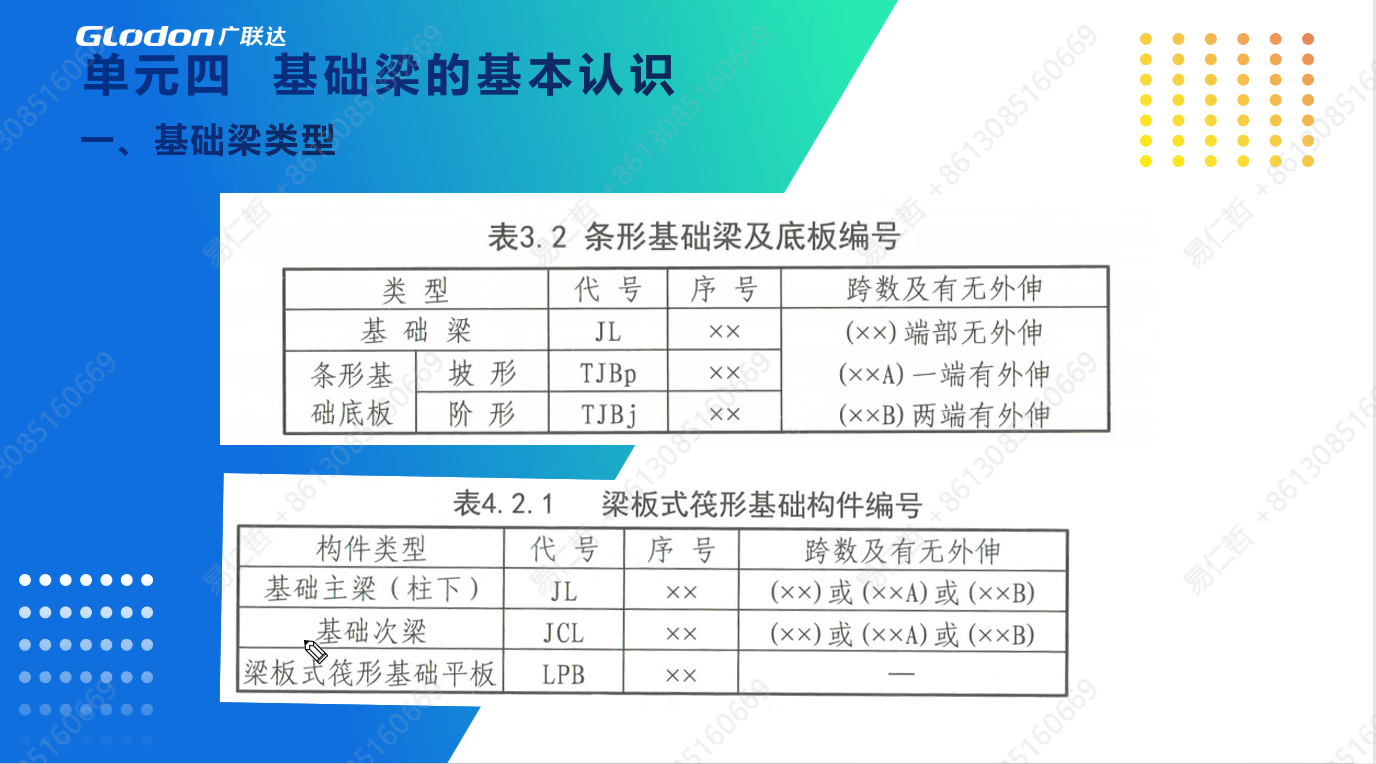 GLodon广联达
单元四 基础梁的基本认识
一、基础梁类型
表3.2 条形基础梁及底板编号
类 型 代 号 序 号 跨数及有无外伸
基 础 梁 JL ×× (××)端部无外伸
条形基 坡 形 TJBp ×× (××A)一端有外伸
础底板 阶 形 TJBj ×× (××B)两端有外伸
表4.2.1 梁板式筏形基础构件编号
构件类型 代 号 序 号 跨数及有无外伸
基础主梁(柱下) JL ×× (××)或(××A)或(××B)
基础次梁 JCL ×× (××)或(××A)或(××B)
梁板式筏形基础平板 LPB ×× —
易仁哲 +8613085160669